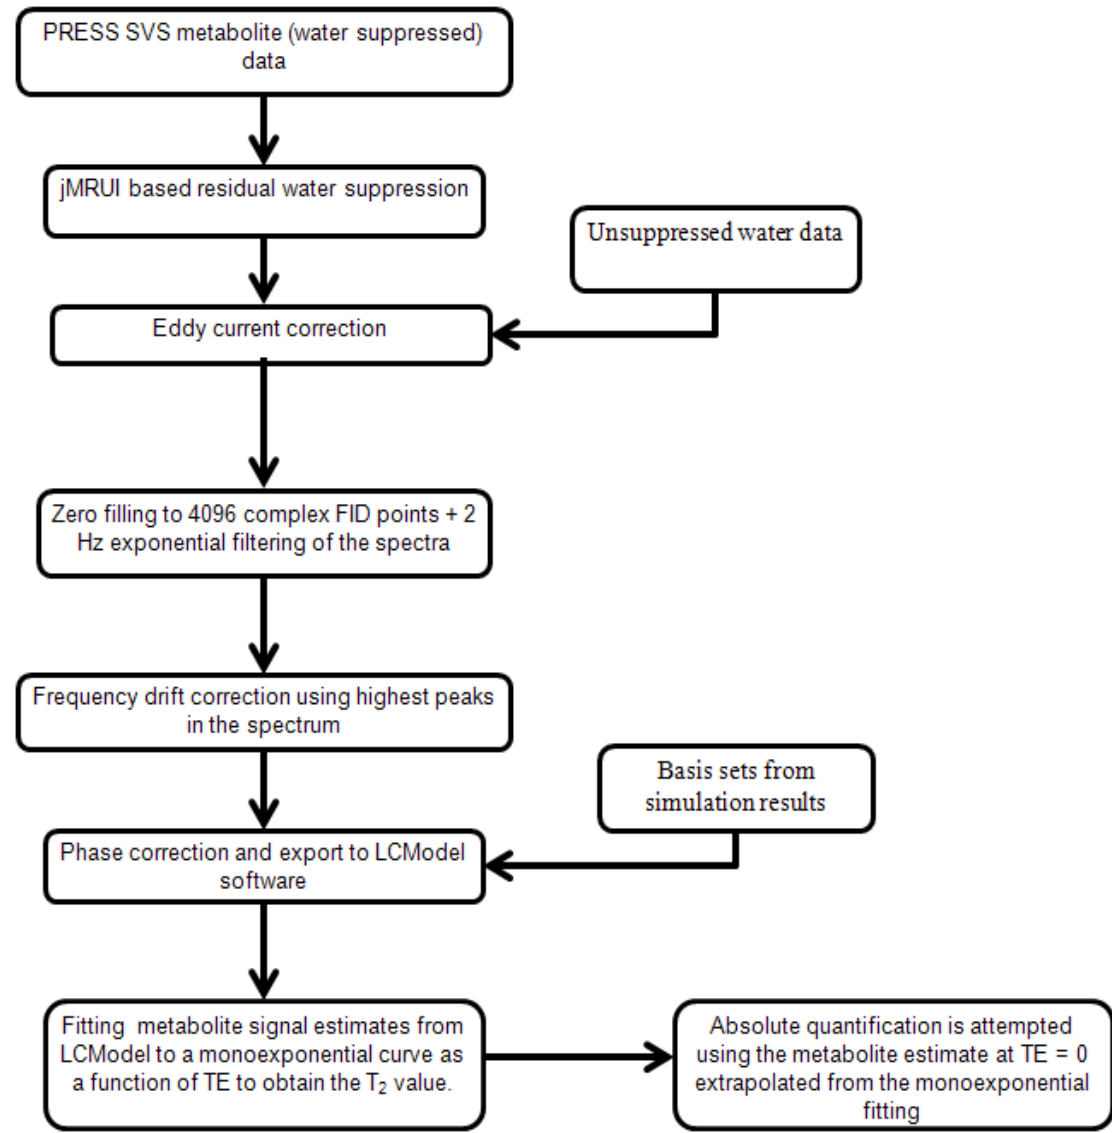 PRESS SVS metabolite (water suppressed)
data
jMRUI based residual water suppression
Unsuppressed water data
Eddy current correction
Zero filling to 4096 complex FID points + 2
Hz exponential filtering of the spectra
Frequency drift correction using highest peaks
in the spectrum
Basis sets from
simulation results
Phase correction and export to LCModel
software
Fitting metabolite signal estimates from
LCModel to a monoexponential curve as
a function of TE to obtain the T₂ value.
Absolute quantification is attempted
using the metabolite estimate at TE = 0
extrapolated from the monoexponential
fitting